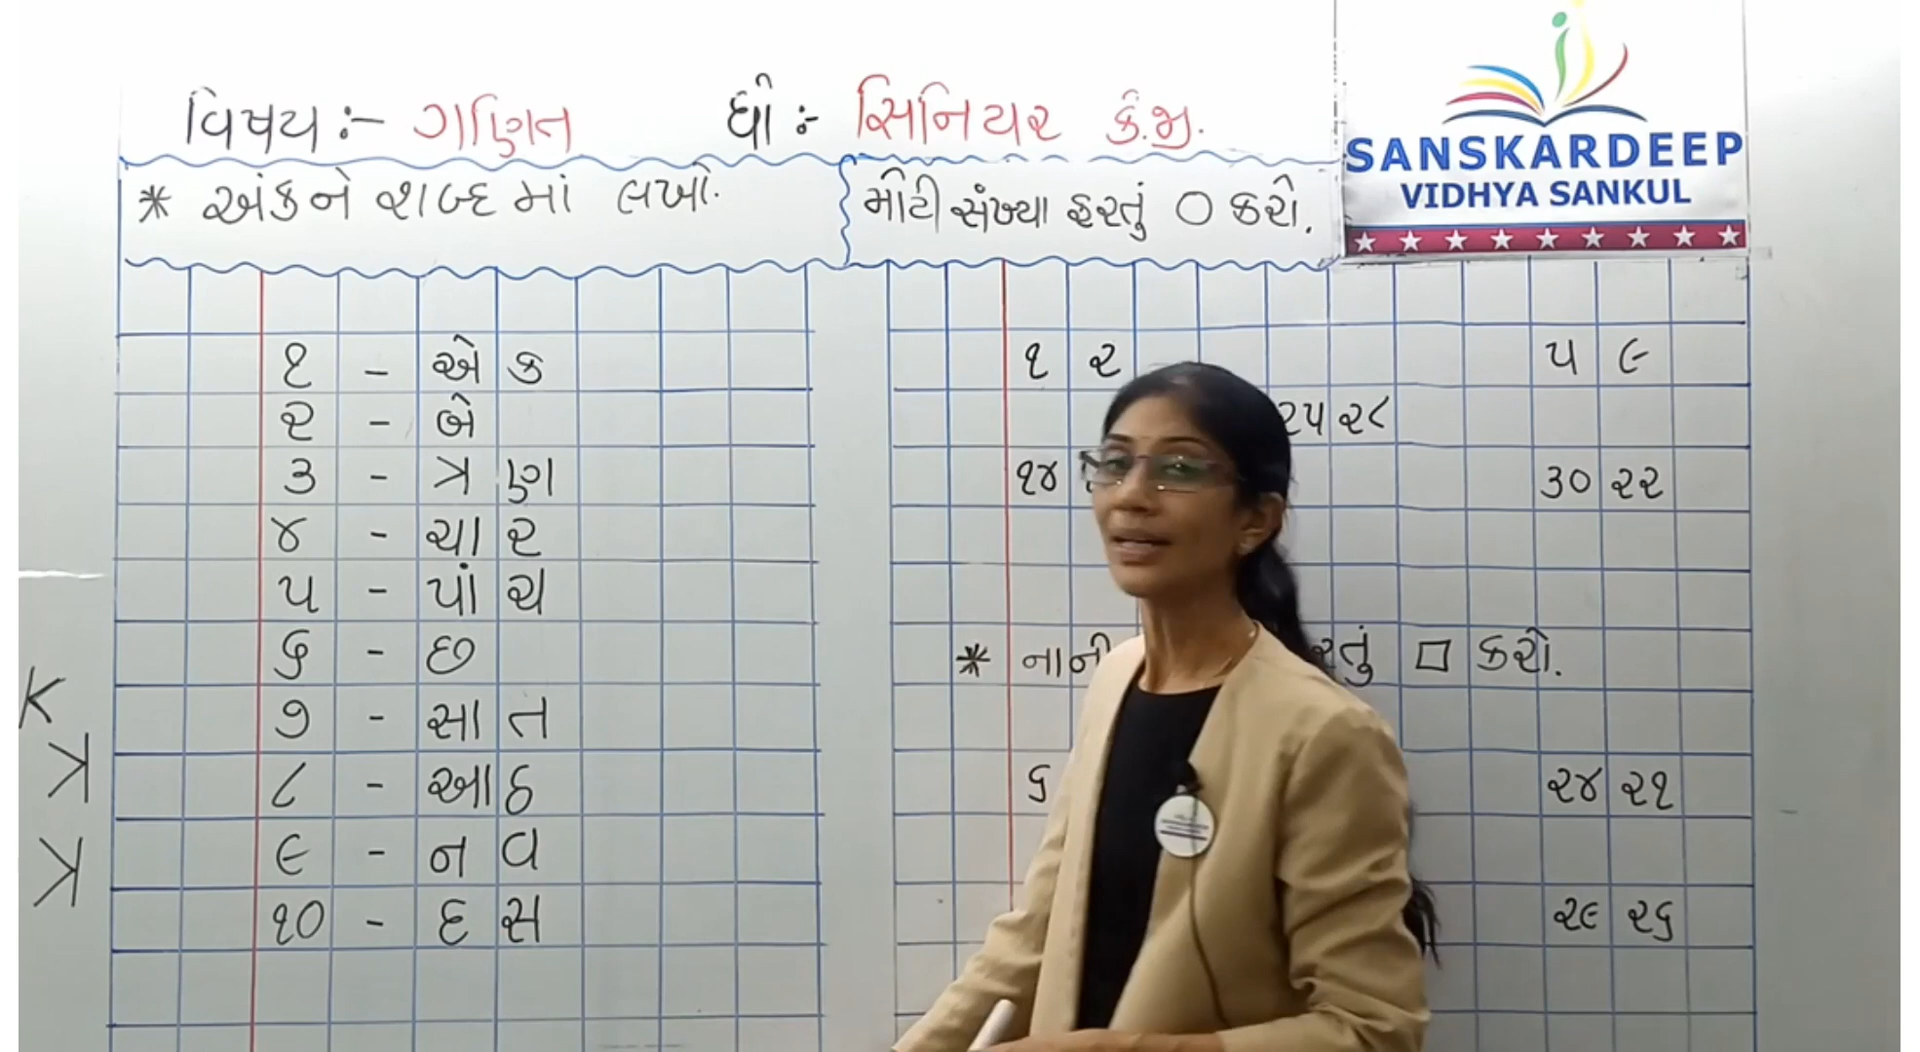 વિષય :- ગણિત ધો :- સિનિયર કે.જી.
SANSKARDEEP
VIDHYA SANKUL
* અંકને શબ્દમાં લખો.
મોટી સંખ્યા ફરતું ○ કરો.
૧ - એક
૨ - બે
૩ - ત્રણ
૪ - ચાર
૫ - પાંચ
૬ - છ
૭ - સાત
૮ - આઠ
૯ - નવ
૧૦ - દસ
૧ ૨ ૫ ૯
૨૫ ૨૮
૧૪ ૩૦ ૨૨
* નાની રતું □ કરો.
૬ ૨૪ ૨૧
૨૯ ૨૬
K
K
K